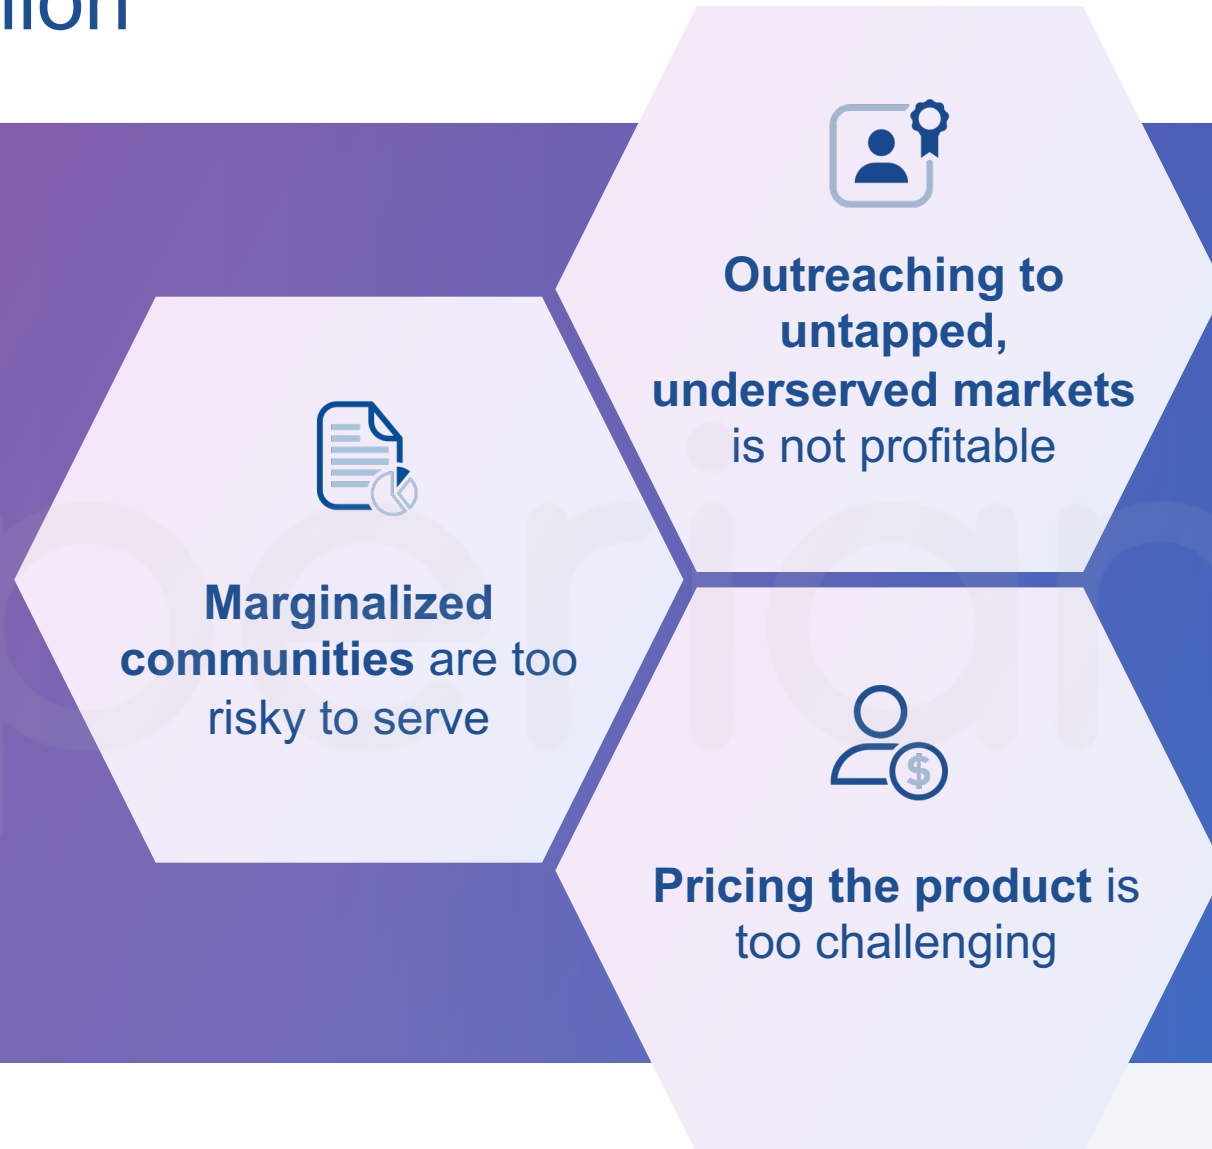 Outreaching to
untapped,
underserved markets
is not profitable
Marginalized
communities are too
risky to serve
$
Pricing the product is
too challenging